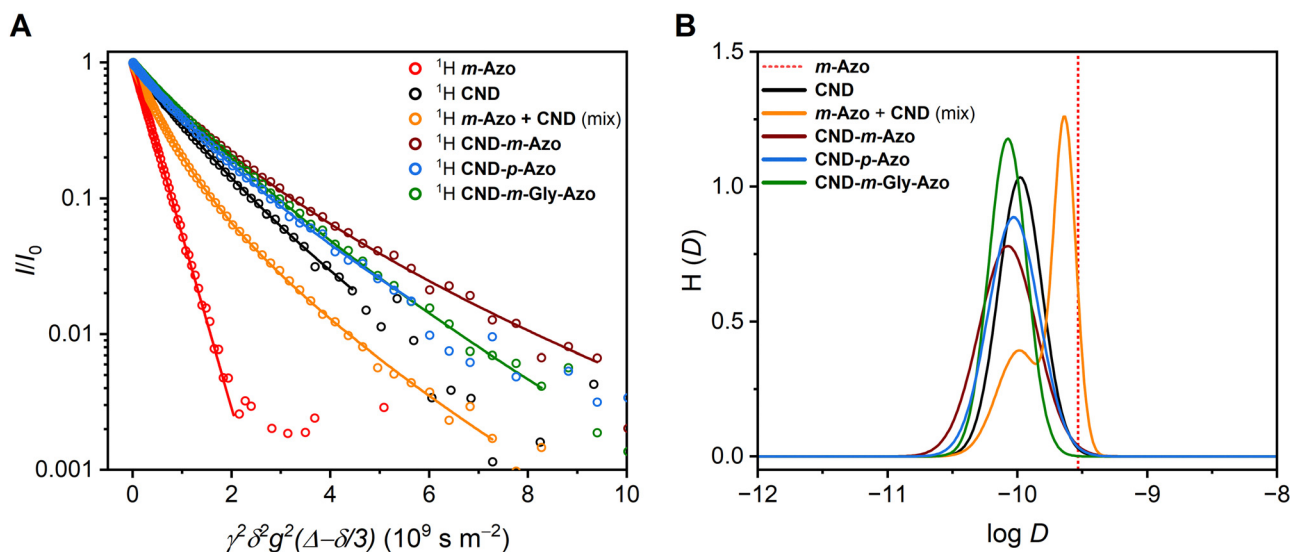 A
1
0.1
0.01
0.001
I/I₀
0
2
4
6
8
10
γ²δ²g²(Δ−δ/3) (10⁹ s m⁻²)
¹H m-Azo
¹H CND
¹H m-Azo + CND (mix)
¹H CND-m-Azo
¹H CND-p-Azo
¹H CND-m-Gly-Azo
B
1.5
1.0
0.5
0.0
H (D)
−12
−11
−10
−9
−8
log D
m-Azo
CND
m-Azo + CND (mix)
CND-m-Azo
CND-p-Azo
CND-m-Gly-Azo